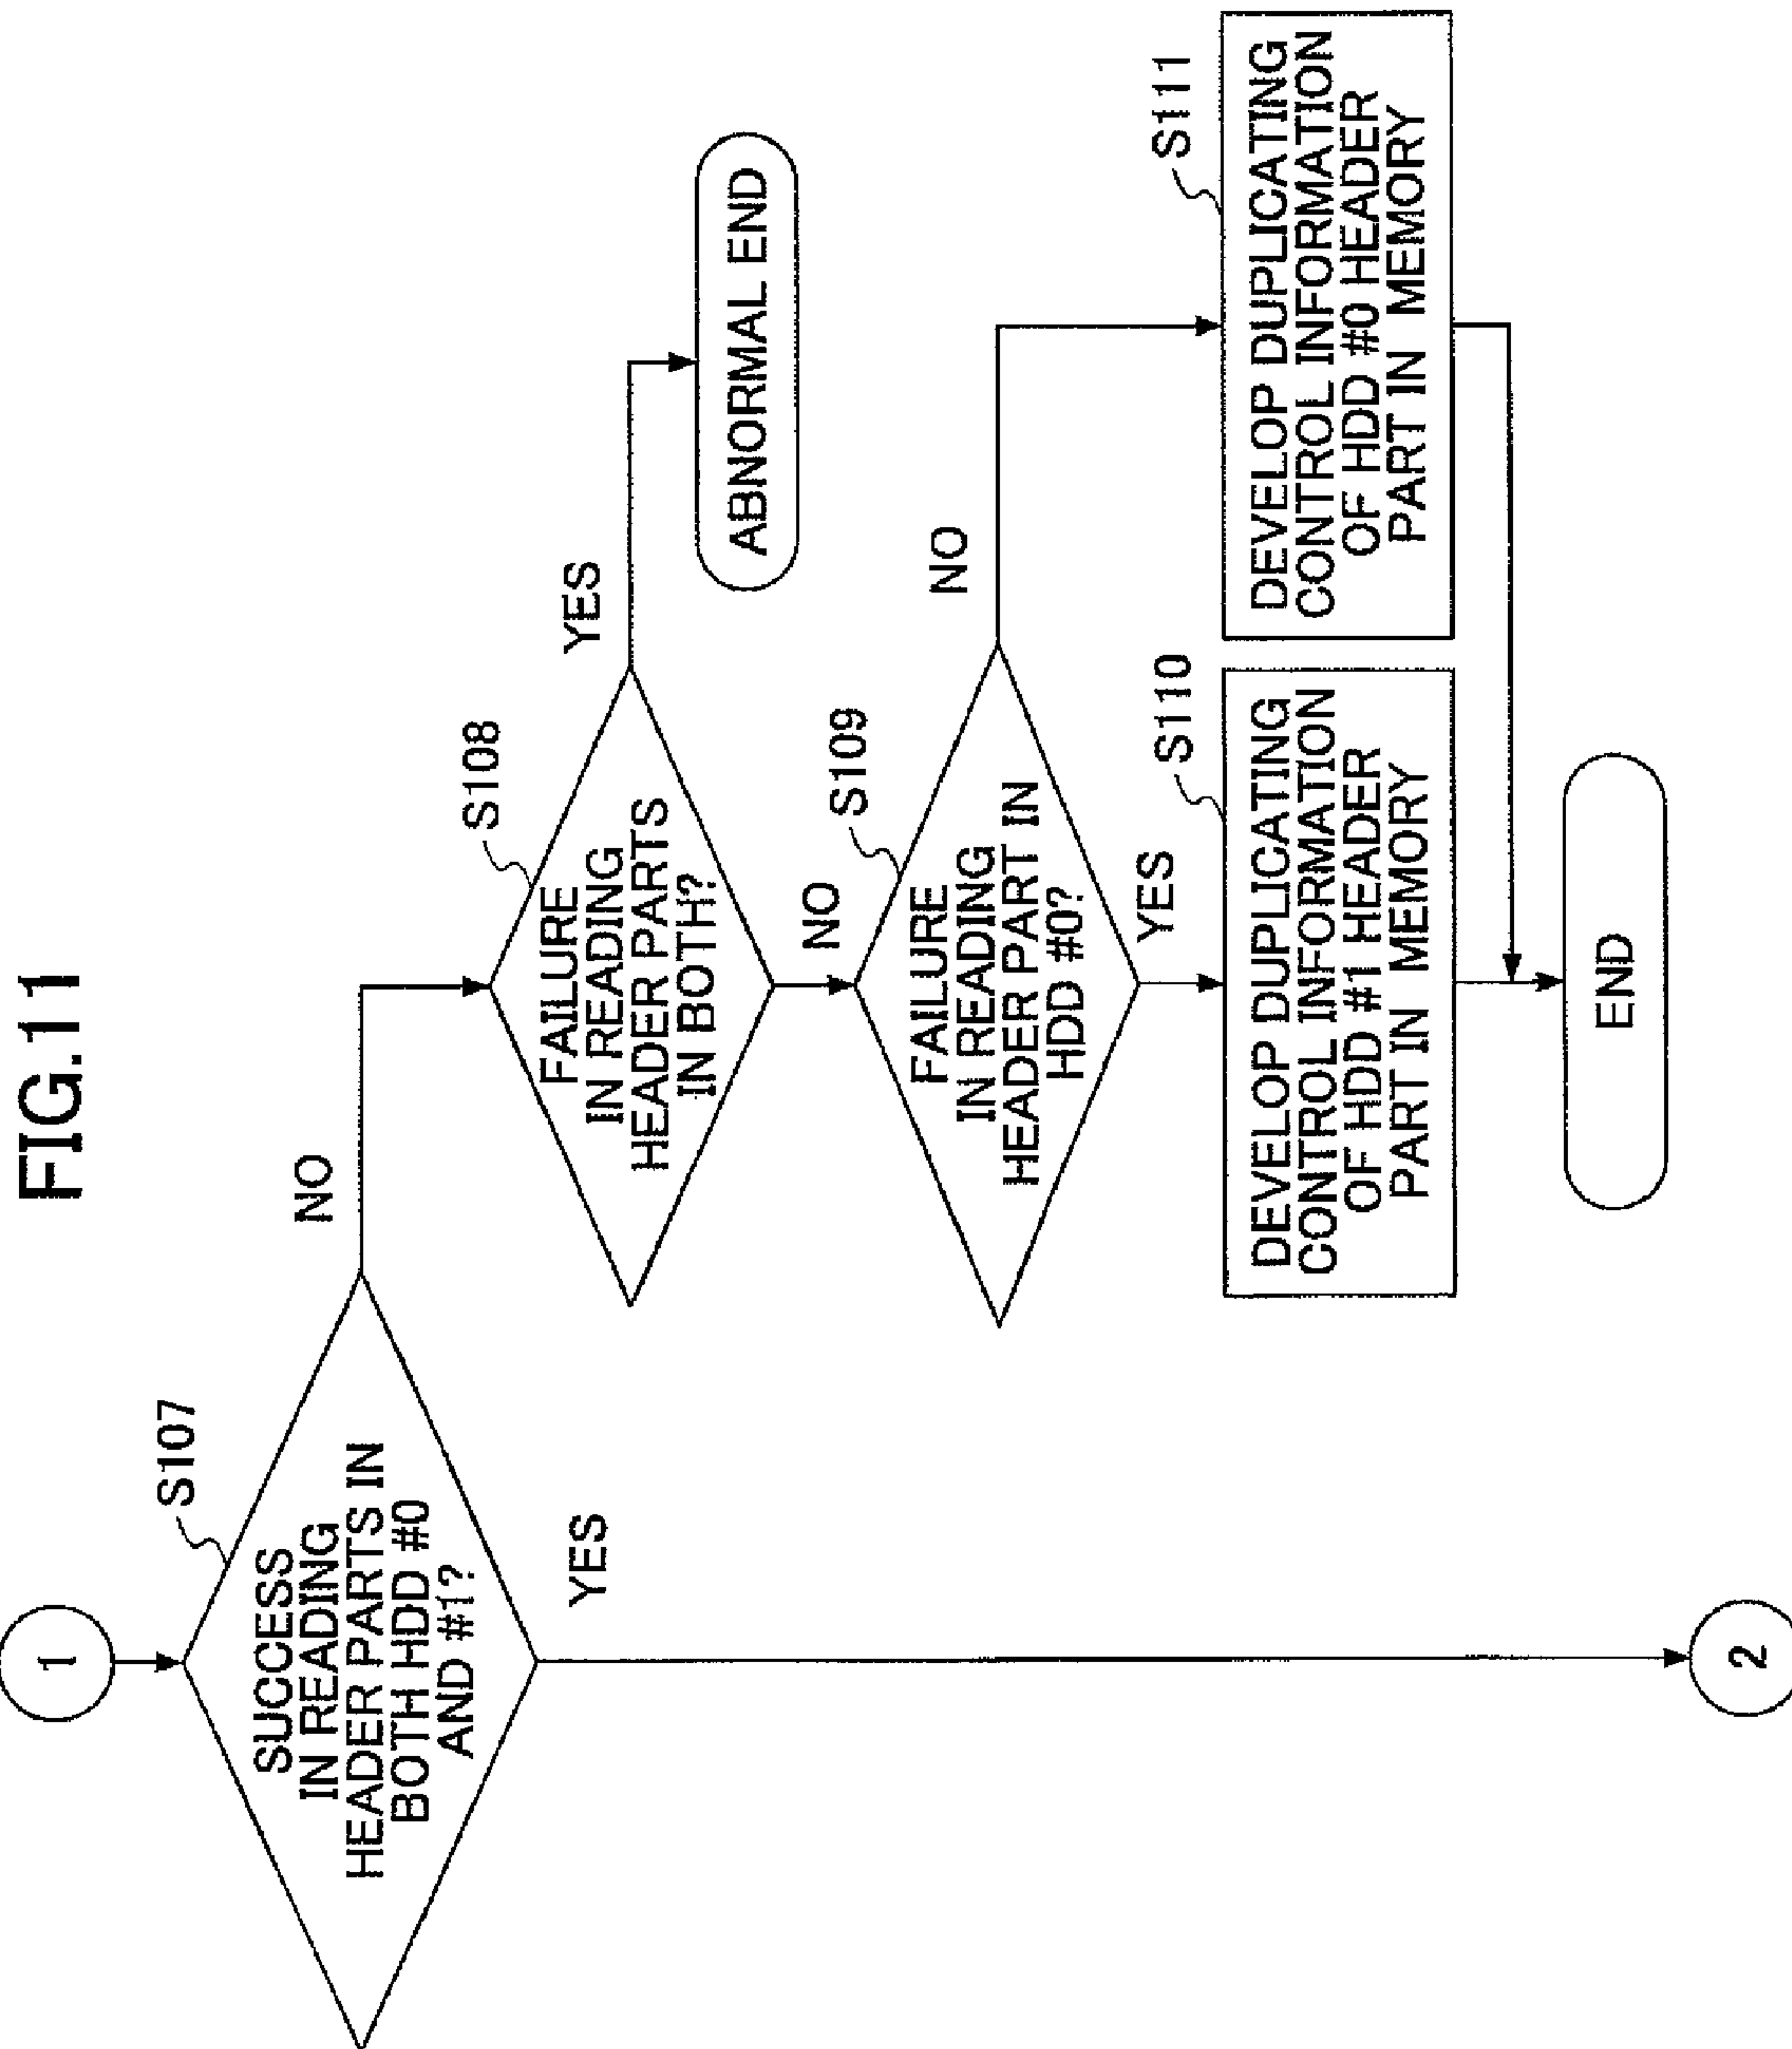 FIG.11
1
S107
SUCCESS
IN READING
HEADER PARTS IN
BOTH HDD #0
AND #1?
NO
YES
S108
FAILURE
IN READING
HEADER PARTS
IN BOTH?
YES
ABNORMAL END
NO
S109
FAILURE
IN READING
HEADER PART IN
HDD #0?
NO
YES
S110
DEVELOP DUPLICATING
CONTROL INFORMATION
OF HDD #1 HEADER
PART IN MEMORY
S111
DEVELOP DUPLICATING
CONTROL INFORMATION
OF HDD #0 HEADER
PART IN MEMORY
END
2